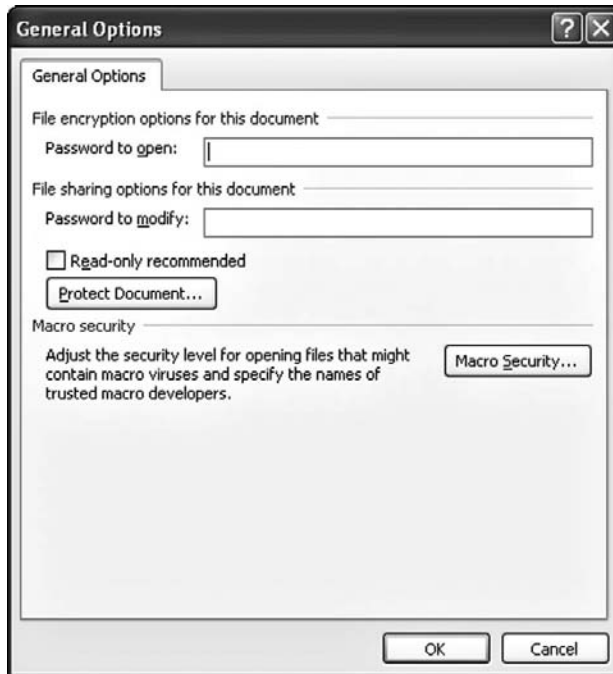 General Options
General Options
File encryption options for this document
Password to open:
File sharing options for this document
Password to modify:
Read-only recommended
Protect Document...
Macro security
Adjust the security level for opening files that might
contain macro viruses and specify the names of
trusted macro developers.
Macro Security...
OK
Cancel